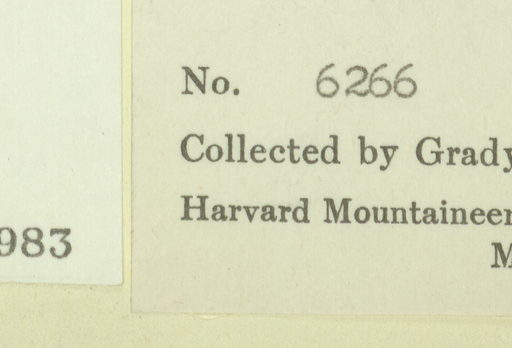 No. 6266
Collected by Grady
Harvard Mountaineer
M
983